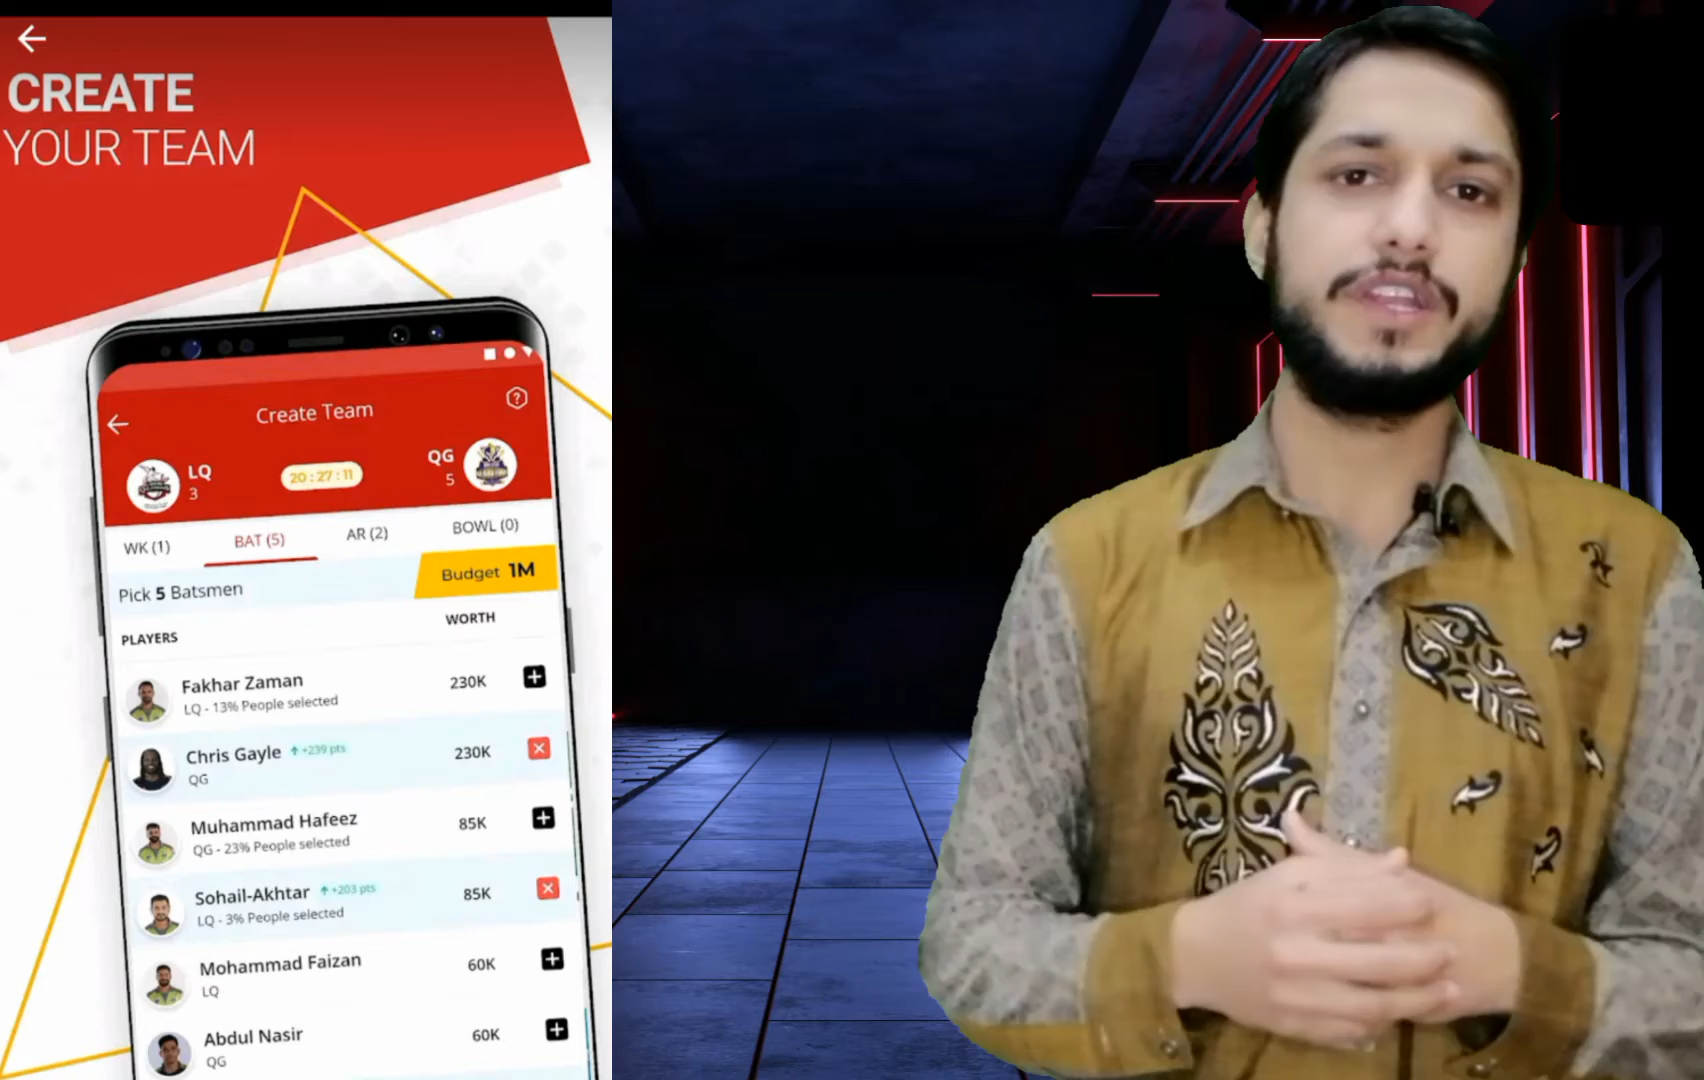 CREATE
YOUR TEAM
Create Team
?
LQ
3
20:27:11
QG
5
WK (1)
BAT (5)
AR (2)
BOWL (0)
Pick 5 Batsmen
Budget 1M
PLAYERS
WORTH
Fakhar Zaman
LQ - 13% People selected
230K
Chris Gayle +239 pts
QG
230K
Muhammad Hafeez
QG - 23% People selected
85K
Sohail-Akhtar +203 pts
LQ - 3% People selected
85K
Mohammad Faizan
LQ
60K
Abdul Nasir
QG
60K